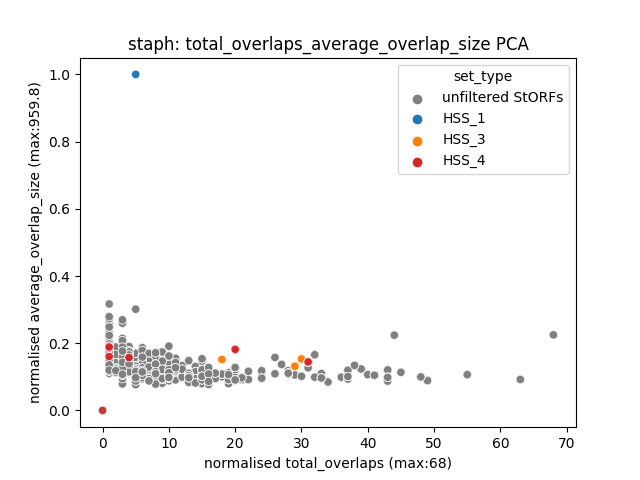 staph: total_overlaps_average_overlap_size PCA
set_type
unfiltered StORFs
HSS_1
HSS_3
HSS_4
normalised average_overlap_size (max:959.8)
1.0
0.8
0.6
0.4
0.2
0.0
0 10 20 30 40 50 60 70
normalised total_overlaps (max:68)